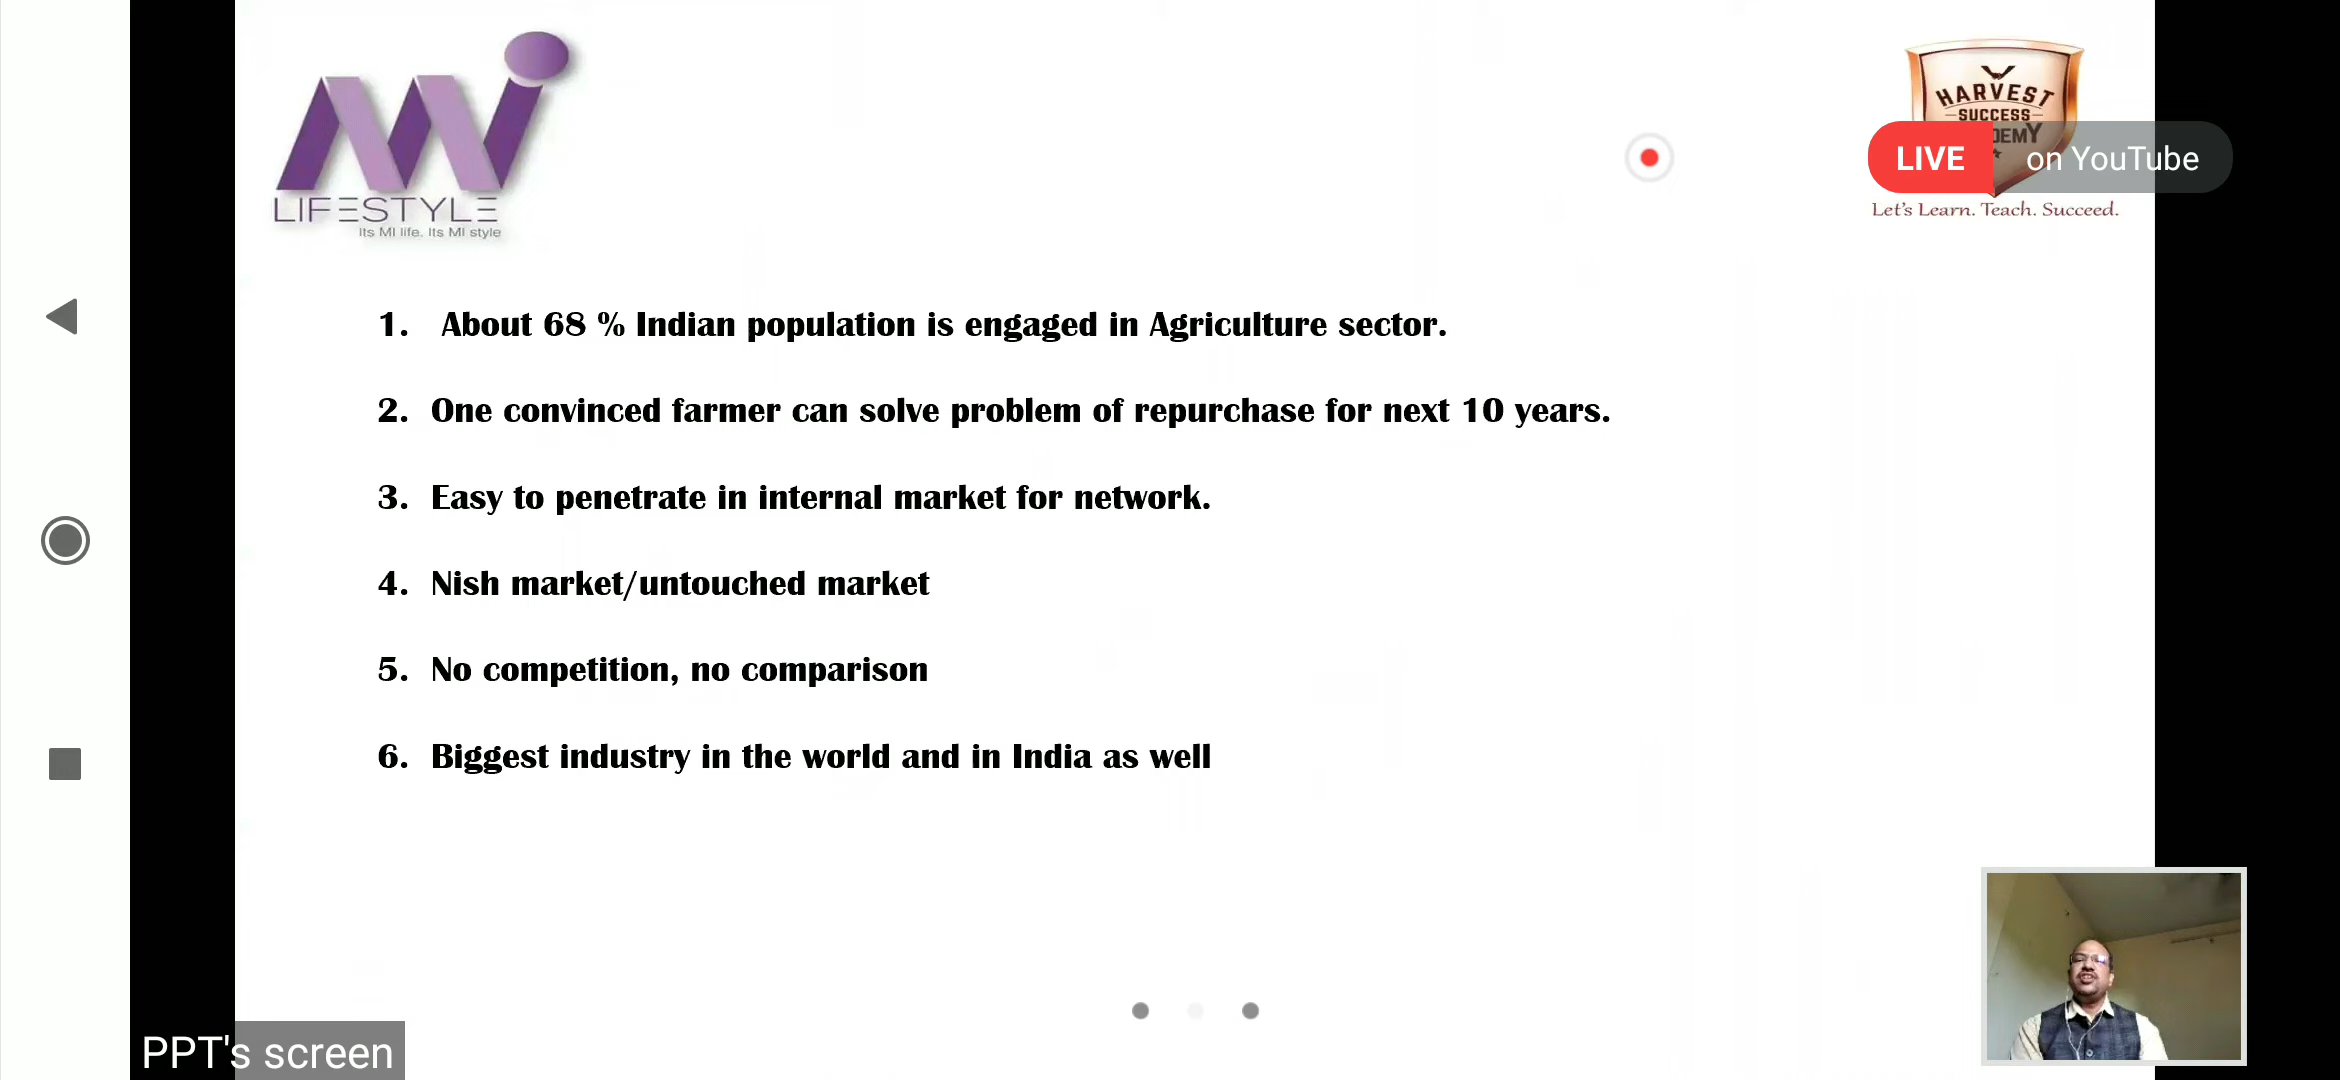 LIFESTYLE
Its MI life. Its MI style
HARVEST
SUCCESS
LIVE on YouTube
Let's Learn. Teach. Succeed.
1. About 68 % Indian population is engaged in Agriculture sector.
2. One convinced farmer can solve problem of repurchase for next 10 years.
3. Easy to penetrate in internal market for network.
4. Nish market/untouched market
5. No competition, no comparison
6. Biggest industry in the world and in India as well
PPT's screen